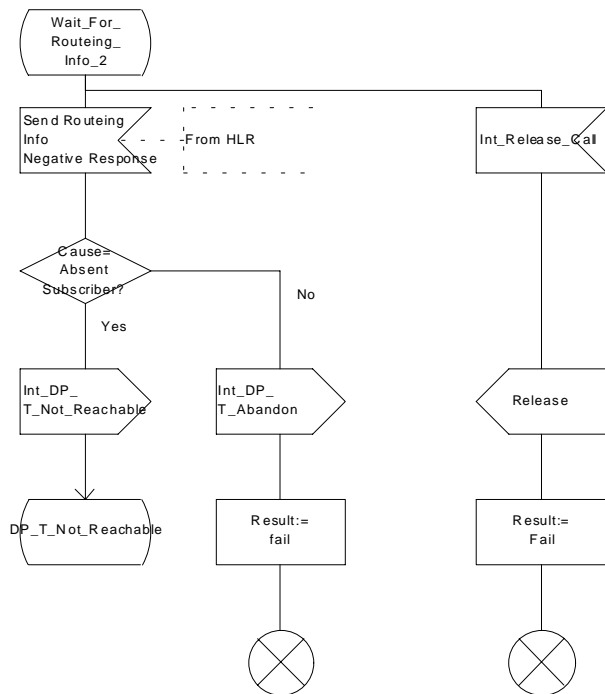 Wait_For_
Routeing_
Info_2
Send Routeing
Info
Negative Response
From HLR
Int_Release_Call
Cause=
Absent
Subscriber?
No
Yes
Int_DP_
T_Not_Reachable
Int_DP_
T_Abandon
Release
DP_T_Not_Reachable
Result:=
fail
Result:=
Fail